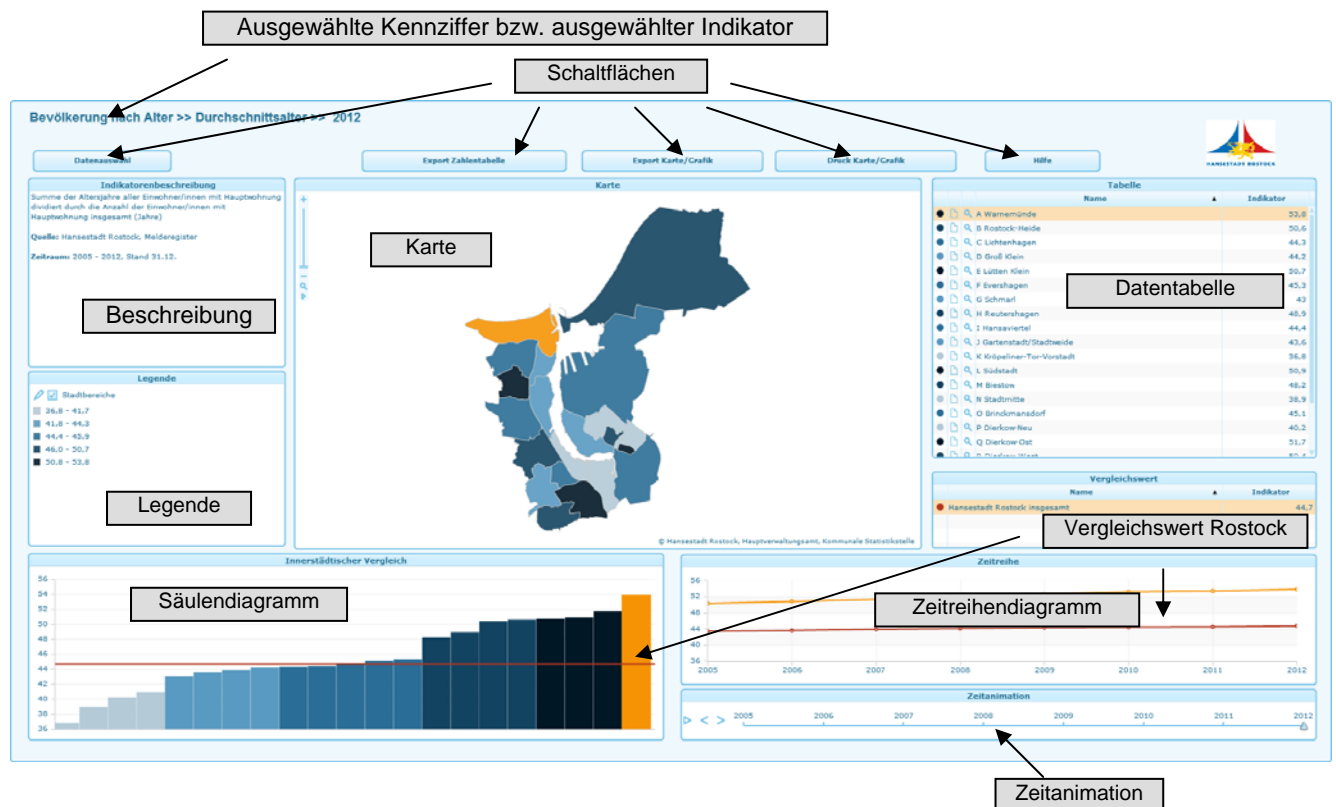 Ausgewählte Kennziffer bzw. ausgewählter Indikator
Schaltflächen
Bevölkerung nach Alter >> Durchschnittsalter >> 2012
HANSESTADT ROSTOCK
Datenauswahl
Export Zahlentabelle
Export Karte/Grafik
Druck Karte/Grafik
Hilfe
Indikatorenbeschreibung
Summe der Altersjahre aller Einwohner/innen mit Hauptwohnung
dividiert durch die Anzahl der Einwohner/innen mit
Hauptwohnung insgesamt (Jahre)
Quelle: Hansestadt Rostock, Melderegister
Zeitraum: 2005 - 2012, Stand 31.12.
Beschreibung
Legende
Stadtbereiche
36,8 - 41,7
41,8 - 44,3
44,4 - 45,9
46,0 - 50,7
50,8 - 53,8
Legende
Karte
Karte
© Hansestadt Rostock, Hauptverwaltungsamt, Kommunale Statistikstelle
Tabelle
Name Indikator
A Warnemünde 53,8
B Rostock-Heide 50,6
C Lichtenhagen 44,3
D Groß Klein 44,2
E Lütten Klein 50,7
F Evershagen 45,3
G Schmarl 43
H Reutershagen 48,9
I Hansaviertel 44,4
J Gartenstadt/Stadtweide 43,6
K Kröpeliner-Tor-Vorstadt 36,8
L Südstadt 50,9
M Biestow 48,2
N Stadtmitte 38,9
O Brinckmansdorf 45,1
P Dierkow-Neu 40,2
Q Dierkow-Ost 51,7
Datentabelle
Vergleichswert
Name Indikator
Hansestadt Rostock insgesamt 44,7
Vergleichswert Rostock
Innerstädtischer Vergleich
56
54
52
50
48
46
44
42
40
38
36
Säulendiagramm
Zeitreihe
56
52
48
44
40
36
2005 2006 2007 2008 2009 2010 2011 2012
Zeitreihendiagramm
Zeitanimation
2005 2006 2007 2008 2009 2010 2011 2012
Zeitanimation